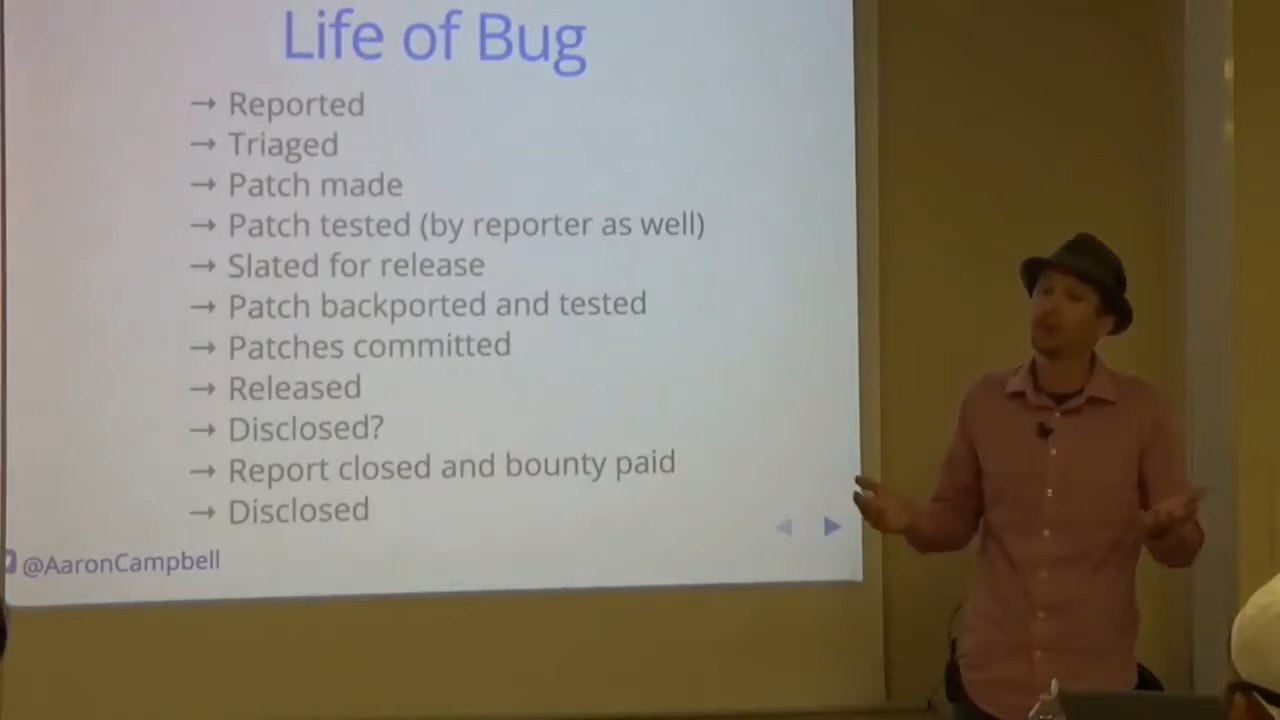 Life of Bug
→ Reported
→ Triaged
→ Patch made
→ Patch tested (by reporter as well)
→ Slated for release
→ Patch backported and tested
→ Patches committed
→ Released
→ Disclosed?
→ Report closed and bounty paid
→ Disclosed
@AaronCampbell